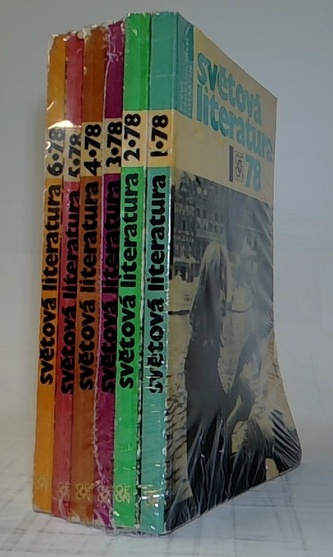 světová literatura 6·78
světová literatura 5·78
světová literatura 4·78
světová literatura 3·78
světová literatura 2·78
světová literatura 1·78
světová
literatura
1 78